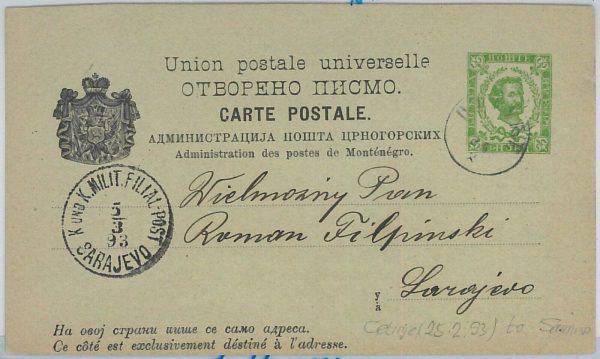 Union postale universelle
ОТВОРЕНО ПИСМО.
CARTE POSTALE.
АДМИНИСТРАЦИЈА ПОШТА ЦРНОГОРСКИХ
Administration des postes de Monténégro.
ПОШТЕ
K UND K. MILIT. FILIAL-POST
5
3
93
SARAJEVO
Wielmożny Pan
Roman Filipinski
Sarajevo
у
à
Cetinje (25.2.93) to
На овој страни пише се само адреса.
Ce côté est exclusivement déstiné à l'adresse.